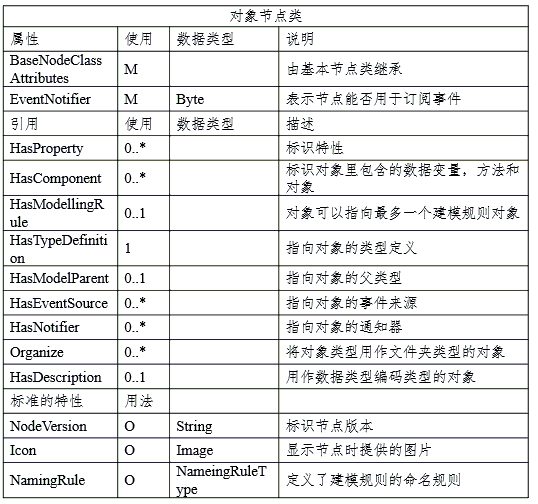 对象节点类
属性 使用 数据类型 说明
BaseNodeClass
Attributes M 由基本节点类继承
EventNotifier M Byte 表示节点能否用于订阅事件
引用 使用 数据类型 描述
HasProperty 0..* 标识特性
HasComponent 0..* 标识对象里包含的数据变量，方法和
对象
HasModellingR
ule 0..1 对象可以指向最多一个建模规则对象
HasTypeDefiniti
on 1 指向对象的类型定义
HasModelParent 0..1 指向对象的父类型
HasEventSource 0..* 指向对象的事件来源
HasNotifier 0..* 指向对象的通知器
Organize 0..* 将对象类型用作文件夹类型的对象
HasDescription 0..1 用作数据类型编码类型的对象
标准的特性 用法
NodeVersion O String 标识节点版本
Icon O Image 显示节点时提供的图片
NamingRule O NameingRuleT
ype 定义了建模规则的命名规则